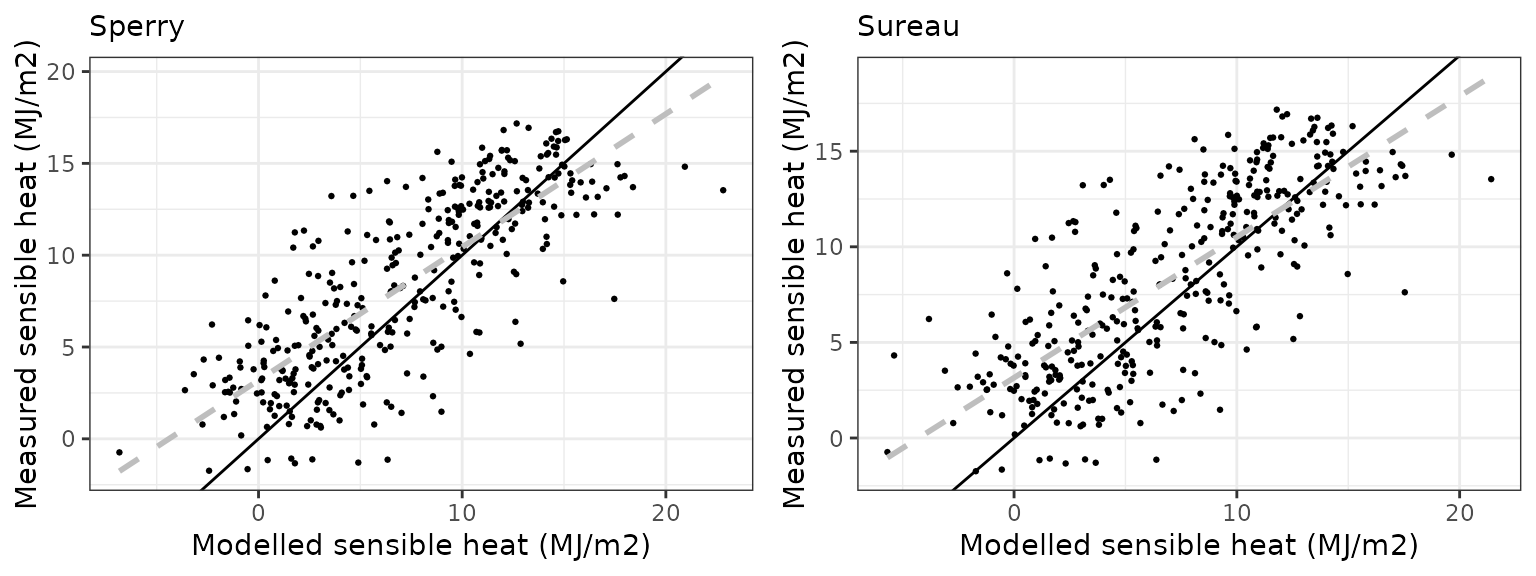 Sperry
Measured sensible heat (MJ/m2)
20
15
10
5
0
0 10 20
Modelled sensible heat (MJ/m2)
Sureau
Measured sensible heat (MJ/m2)
15
10
5
0
0 10 20
Modelled sensible heat (MJ/m2)